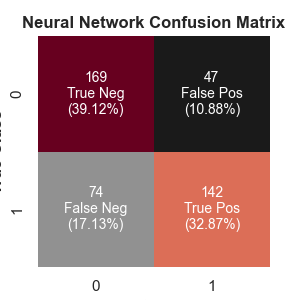 Neural Network Confusion Matrix
0
169
True Neg
(39.12%)
47
False Pos
(10.88%)
1
74
False Neg
(17.13%)
142
True Pos
(32.87%)
0
1